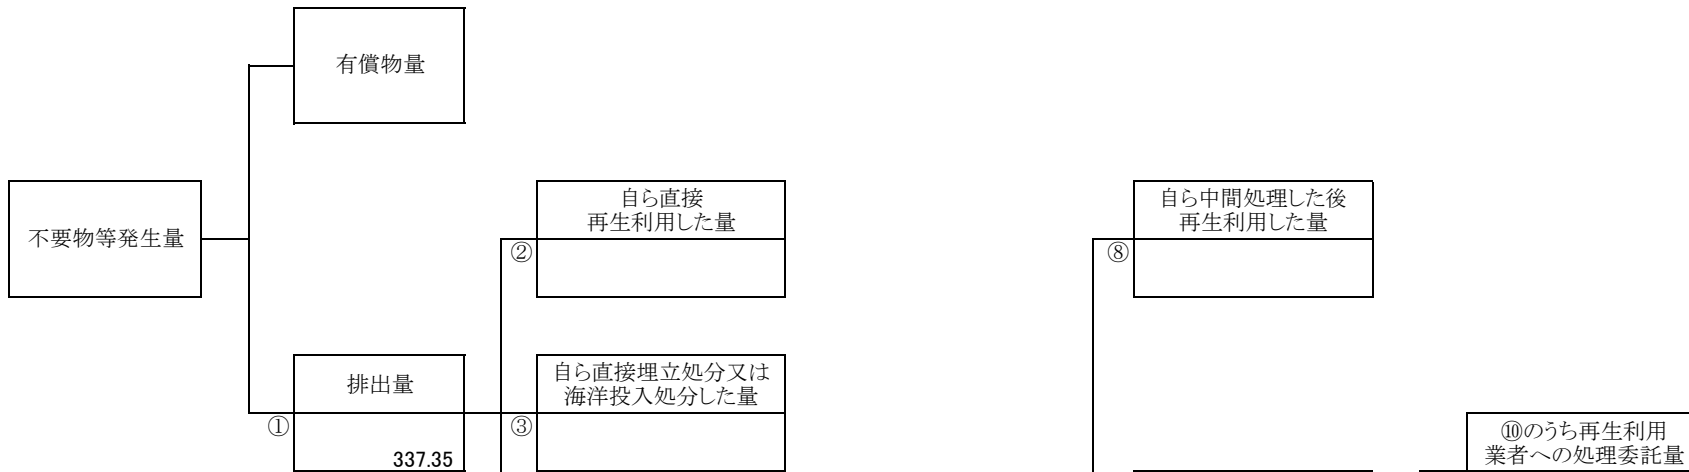 有償物量
不要物等発生量
自ら直接
再生利用した量
②
自ら中間処理した後
再生利用した量
⑧
排出量
①
337.35
自ら直接埋立処分又は
海洋投入処分した量
③
⑩のうち再生利用
業者への処理委託量